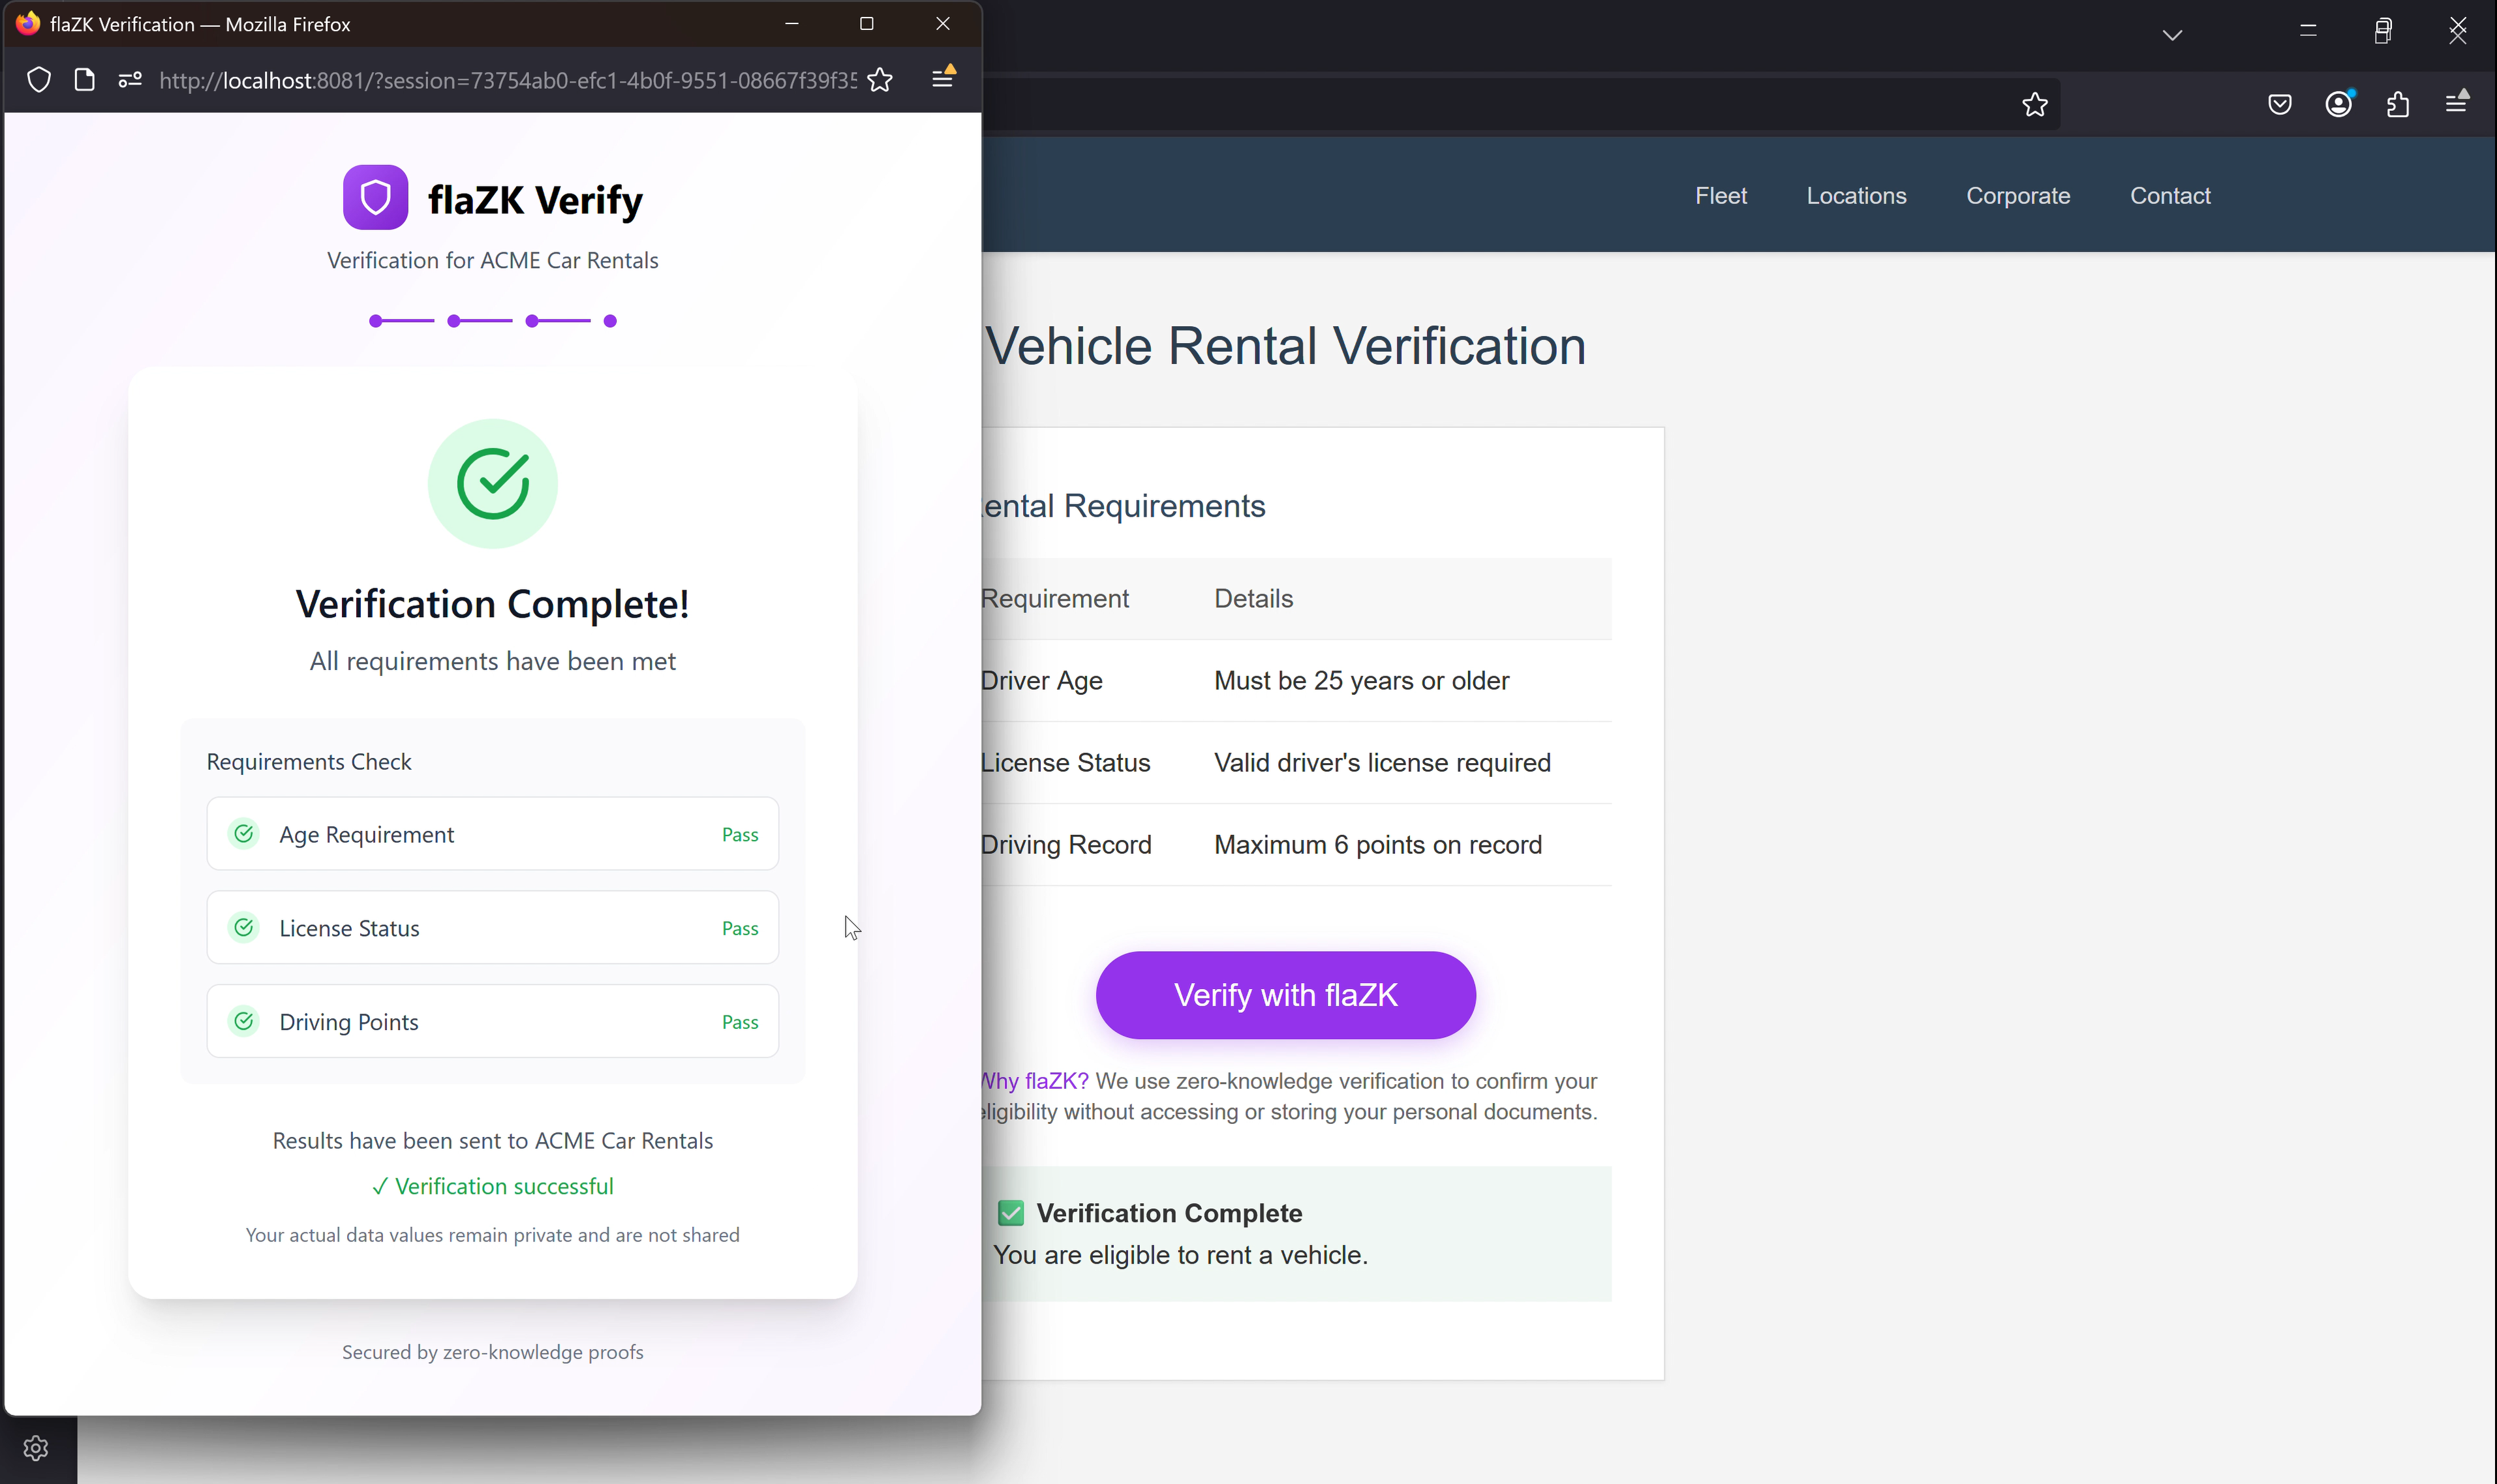 flaZK Verification — Mozilla Firefox
http://localhost:8081/?session=73754ab0-efc1-4b0f-9551-08667f39f35
flaZK Verify
Verification for ACME Car Rentals
Verification Complete!
All requirements have been met
Requirements Check
Age Requirement Pass
License Status Pass
Driving Points Pass
Results have been sent to ACME Car Rentals
✓ Verification successful
Your actual data values remain private and are not shared
Secured by zero-knowledge proofs
Fleet Locations Corporate Contact
Vehicle Rental Verification
ental Requirements
Requirement Details
Driver Age Must be 25 years or older
License Status Valid driver's license required
Driving Record Maximum 6 points on record
Verify with flaZK
Why flaZK? We use zero-knowledge verification to confirm your
eligibility without accessing or storing your personal documents.
✅ Verification Complete
You are eligible to rent a vehicle.